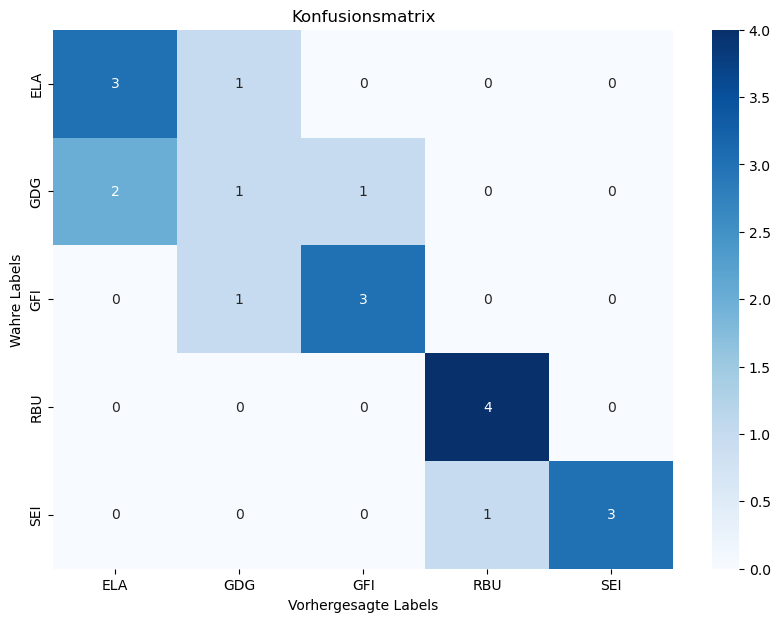 Konfusionsmatrix
Wahre Labels
ELA 3 1 0 0 0
GDG 2 1 1 0 0
GFI 0 1 3 0 0
RBU 0 0 0 4 0
SEI 0 0 0 1 3
ELA GDG GFI RBU SEI
Vorhergesagte Labels
4.0
3.5
3.0
2.5
2.0
1.5
1.0
0.5
0.0